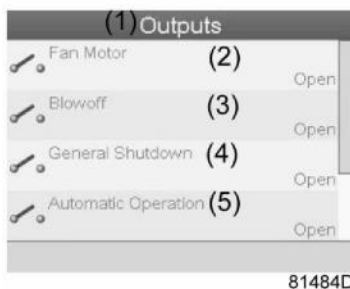 (1) Outputs
Fan Motor (2)
Open
Blowoff (3)
Open
General Shutdown (4)
Open
Automatic Operation (5)
Open
81484D